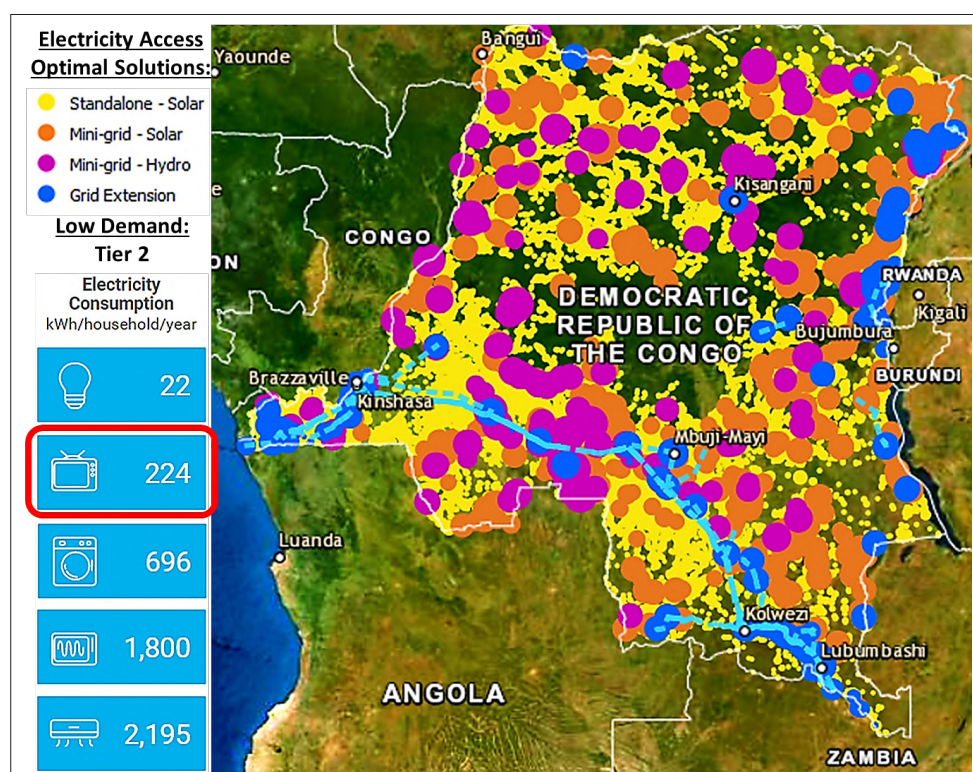 Electricity Access
Optimal Solutions:
Standalone - Solar
Mini-grid - Solar
Mini-grid - Hydro
Grid Extension
Low Demand:
Tier 2
Electricity
Consumption
kWh/household/year
22
224
696
1,800
2,195
Bangui
Yaounde
Kisangani
CONGO
ON
RWANDA
Kigali
DEMOCRATIC
REPUBLIC OF
THE CONGO
Bujumbura
BURUNDI
Brazzaville
Kinshasa
Mbuji-Mayi
Luanda
Kolwezi
Lubumbashi
ANGOLA
ZAMBIA